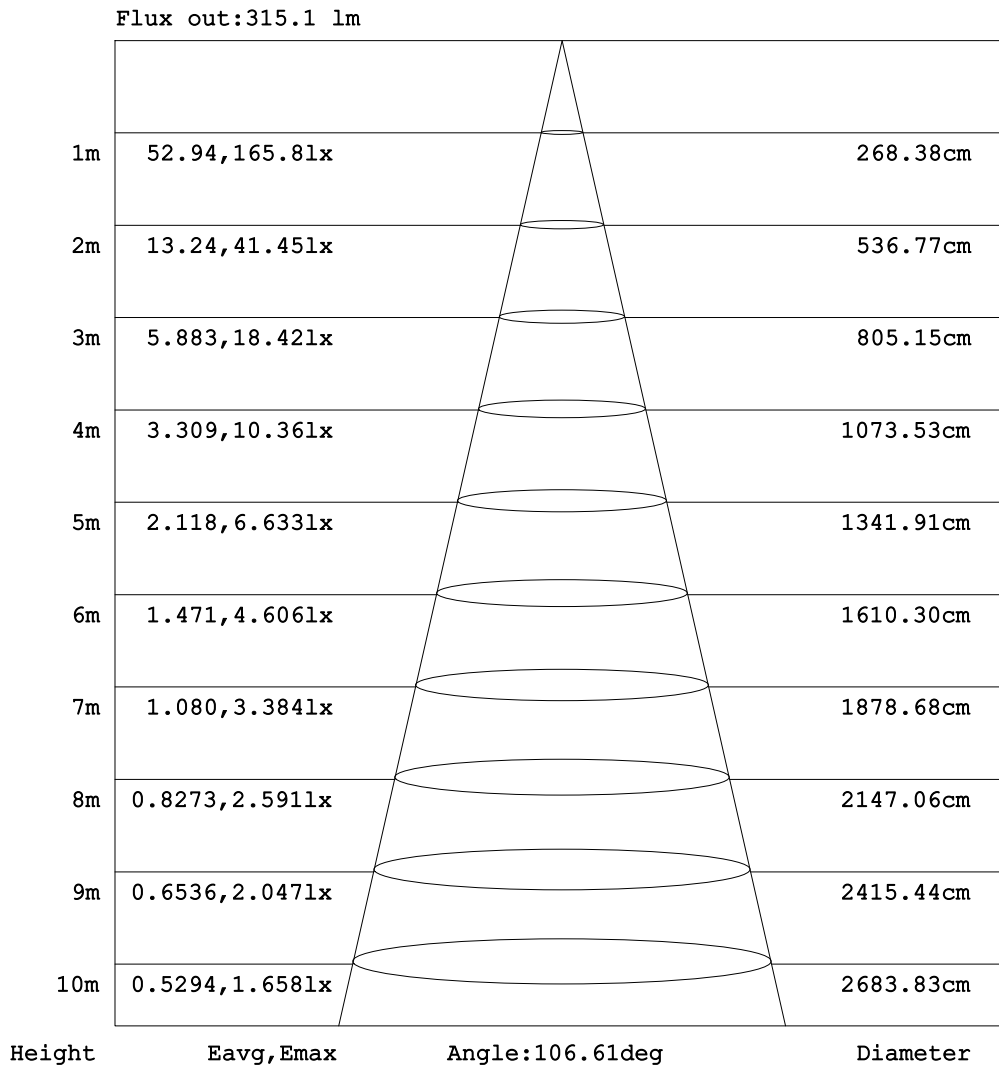 Flux out:315.1 lm
1m 52.94,165.8lx 268.38cm
2m 13.24,41.45lx 536.77cm
3m 5.883,18.42lx 805.15cm
4m 3.309,10.36lx 1073.53cm
5m 2.118,6.633lx 1341.91cm
6m 1.471,4.606lx 1610.30cm
7m 1.080,3.384lx 1878.68cm
8m 0.8273,2.591lx 2147.06cm
9m 0.6536,2.047lx 2415.44cm
10m 0.5294,1.658lx 2683.83cm
Height Eavg,Emax Angle:106.61deg Diameter